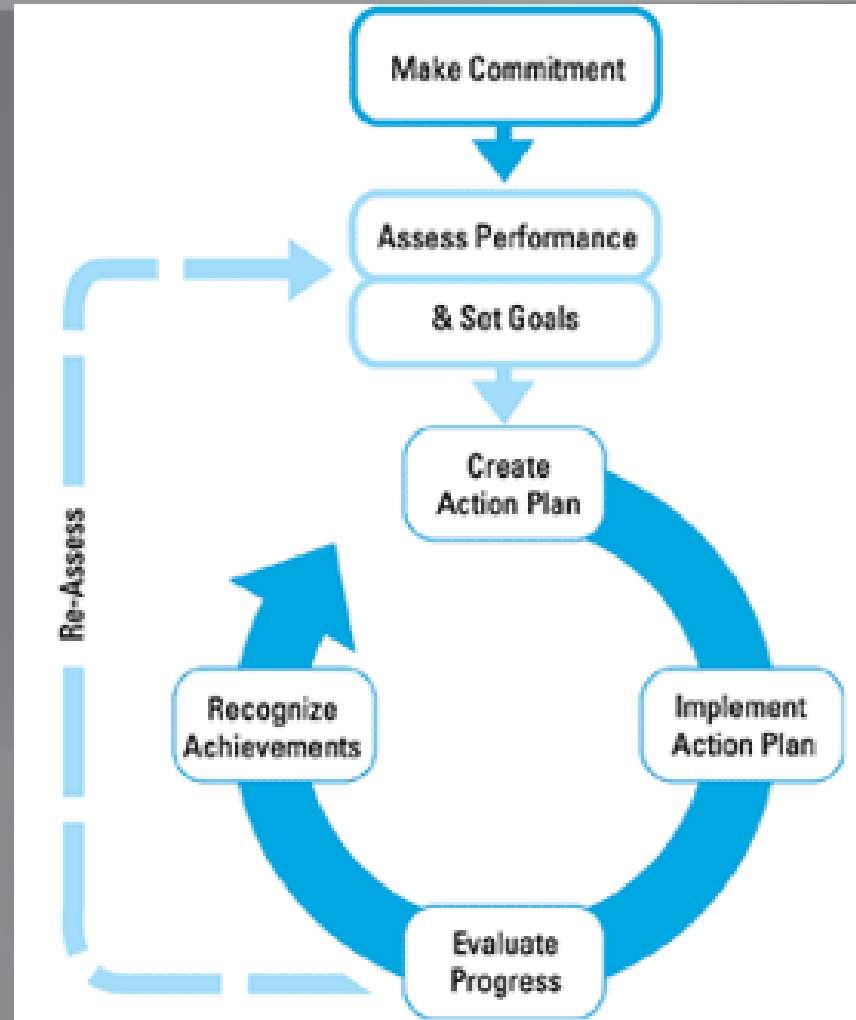 Make Commitment
Assess Performance
& Set Goals
Create
Action Plan
Implement
Action Plan
Evaluate
Progress
Recognize
Achievements
Re-Assess